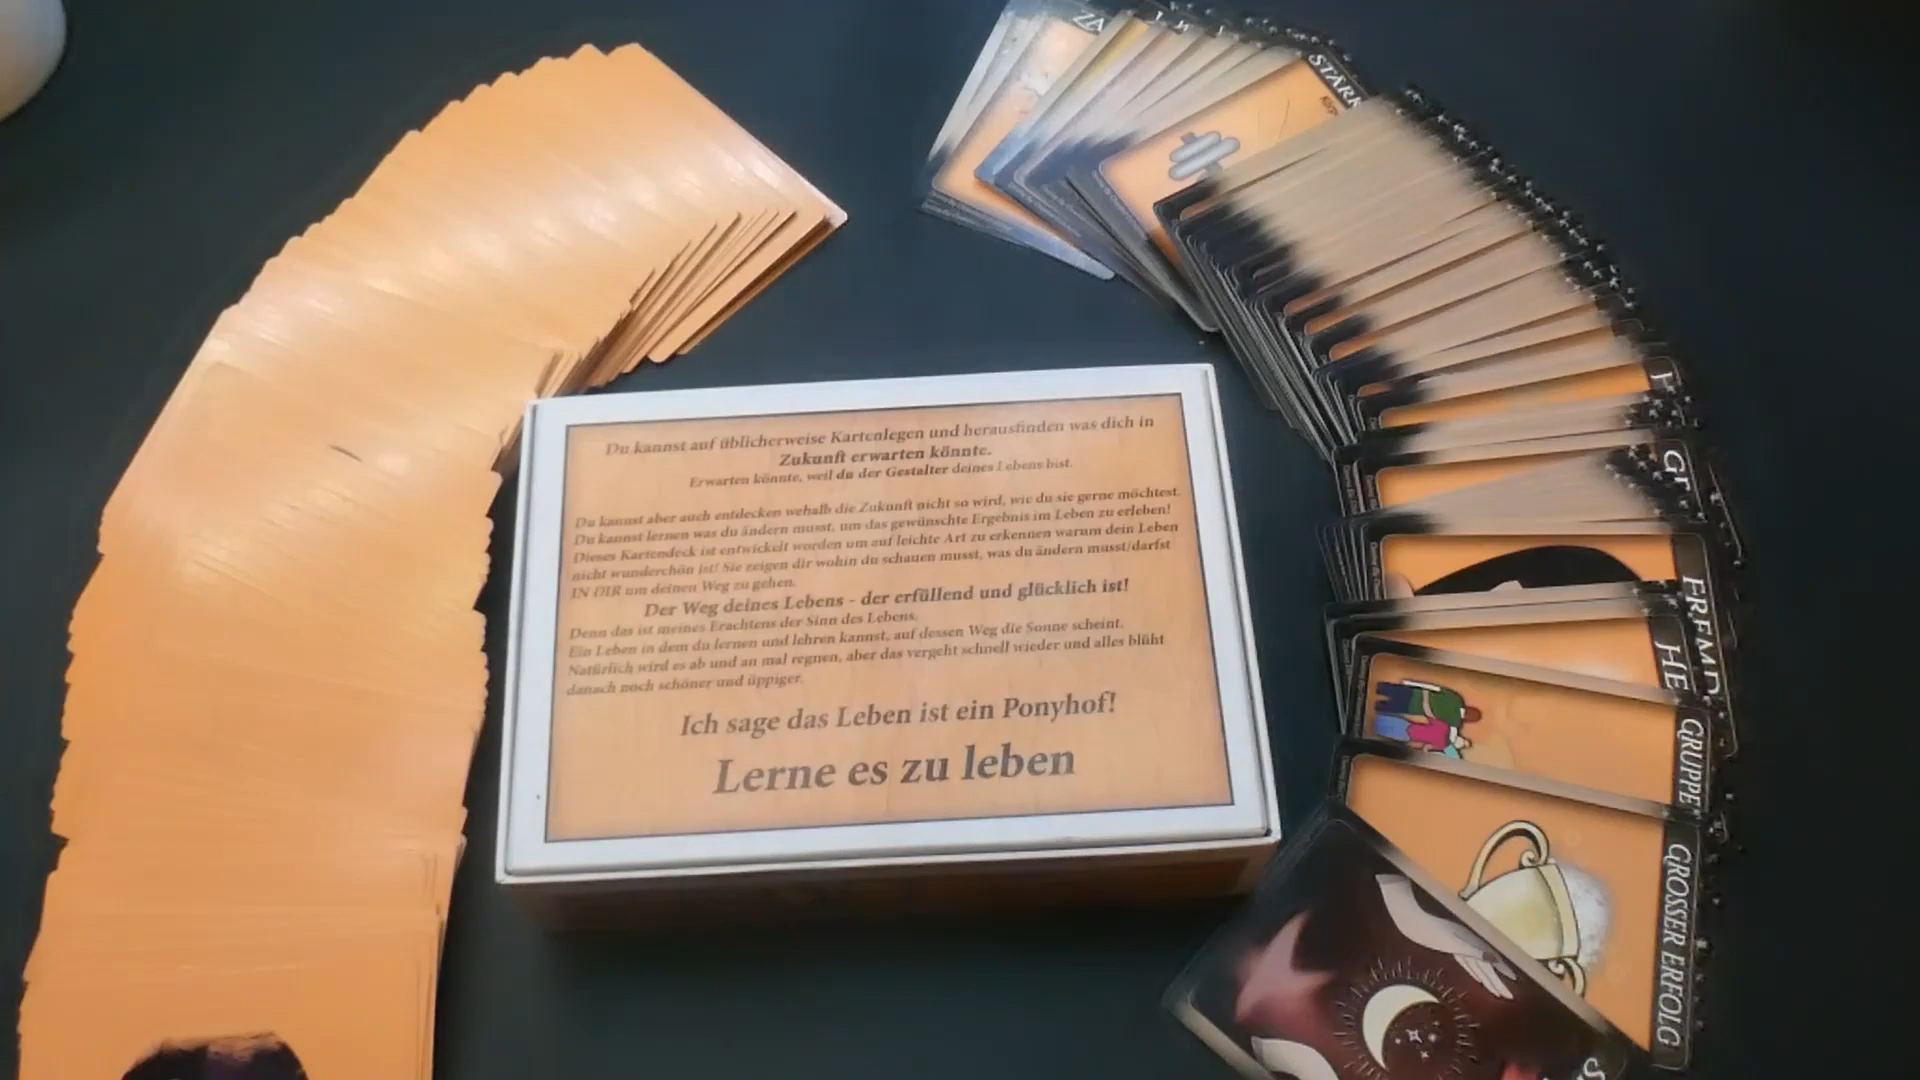 Du kannst auf üblicherweise Kartenlegen und herausfinden was dich in
Zukunft erwarten könnte.
Erwarten könnte, weil du der Gestalter deines Lebens bist.
Du kannst aber auch entdecken wehalb die Zukunft nicht so wird, wie du sie gerne möchtest.
Du kannst lernen was du ändern musst, um das gewünschte Ergebnis im Leben zu erleben!
Dieses Kartendeck ist entwickelt worden um auf leichte Art zu erkennen warum dein Leben
nicht wunderchön ist! Sie zeigen dir wohin du schauen musst, was du ändern musst/darfst
IN DIR um deinen Weg zu gehen.
Der Weg deines Lebens - der erfüllend und glücklich ist!
Denn das ist meines Erachtens der Sinn des Lebens.
Ein Leben in dem du lernen und lehren kannst, auf dessen Weg die Sonne scheint.
Natürlich wird es ab und an mal regnen, aber das vergeht schnell wieder und alles blüht
danach noch schöner und üppiger.
Ich sage das Leben ist ein Ponyhof!
Lerne es zu leben
STÄRK
FREMD
HE
GRUPPE
GROSSER ERFOLG